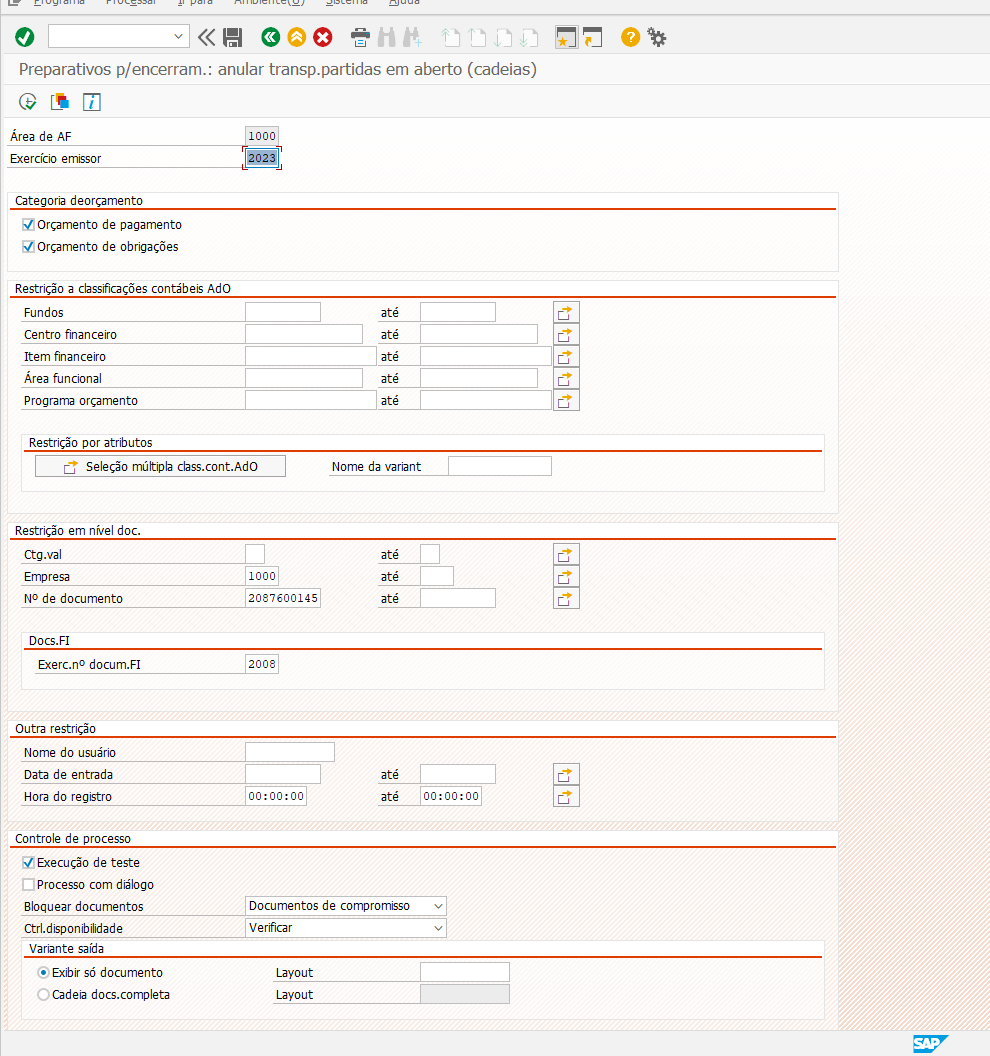 Programa Processar Ir para Ambiente(O) Sistema Ajuda
Preparativos p/encerram.: anular transp.partidas em aberto (cadeias)
Área de AF 1000
Exercício emissor 2023
Categoria deorçamento
Orçamento de pagamento
Orçamento de obrigações
Restrição a classificações contábeis AdO
Fundos até
Centro financeiro até
Item financeiro até
Área funcional até
Programa orçamento até
Restrição por atributos
Seleção múltipla class.cont.AdO Nome da variant
Restrição em nível doc.
Ctg.val até
Empresa 1000 até
Nº de documento 2087600145 até
Docs.FI
Exerc.nº docum.FI 2008
Outra restrição
Nome do usuário
Data de entrada até
Hora do registro 00:00:00 até 00:00:00
Controle de processo
Execução de teste
Processo com diálogo
Bloquear documentos Documentos de compromisso
Ctrl.disponibilidade Verificar
Variante saída
Exibir só documento Layout
Cadeia docs.completa Layout
SAP